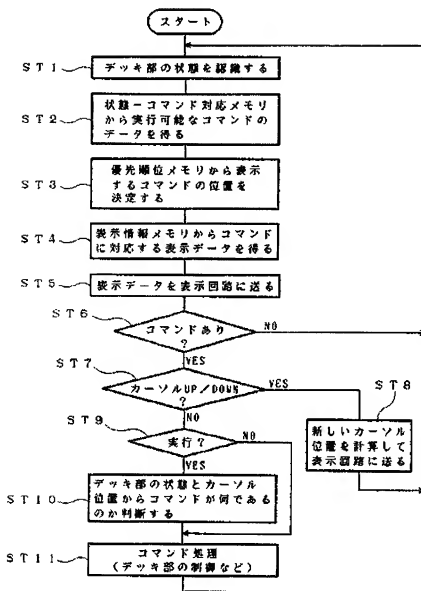 スタート
ST1
デッキ部の状態を認識する
ST2
状態－コマンド対応メモリ
から実行可能なコマンドの
データを得る
ST3
優先順位メモリから表示
するコマンドの位置を
決定する
ST4
表示情報メモリからコマンド
に対応する表示データを得る
ST5
表示データを表示回路に送る
ST6
コマンドあり
?
NO
YES
ST7
カーソルUP/DOWN
?
YES
NO
ST8
新しいカーソル
位置を計算して
表示回路に送る
ST9
実行?
NO
YES
ST10
デッキ部の状態とカーソル
位置からコマンドが何である
のか判断する
ST11
コマンド処理
(デッキ部の制御など)